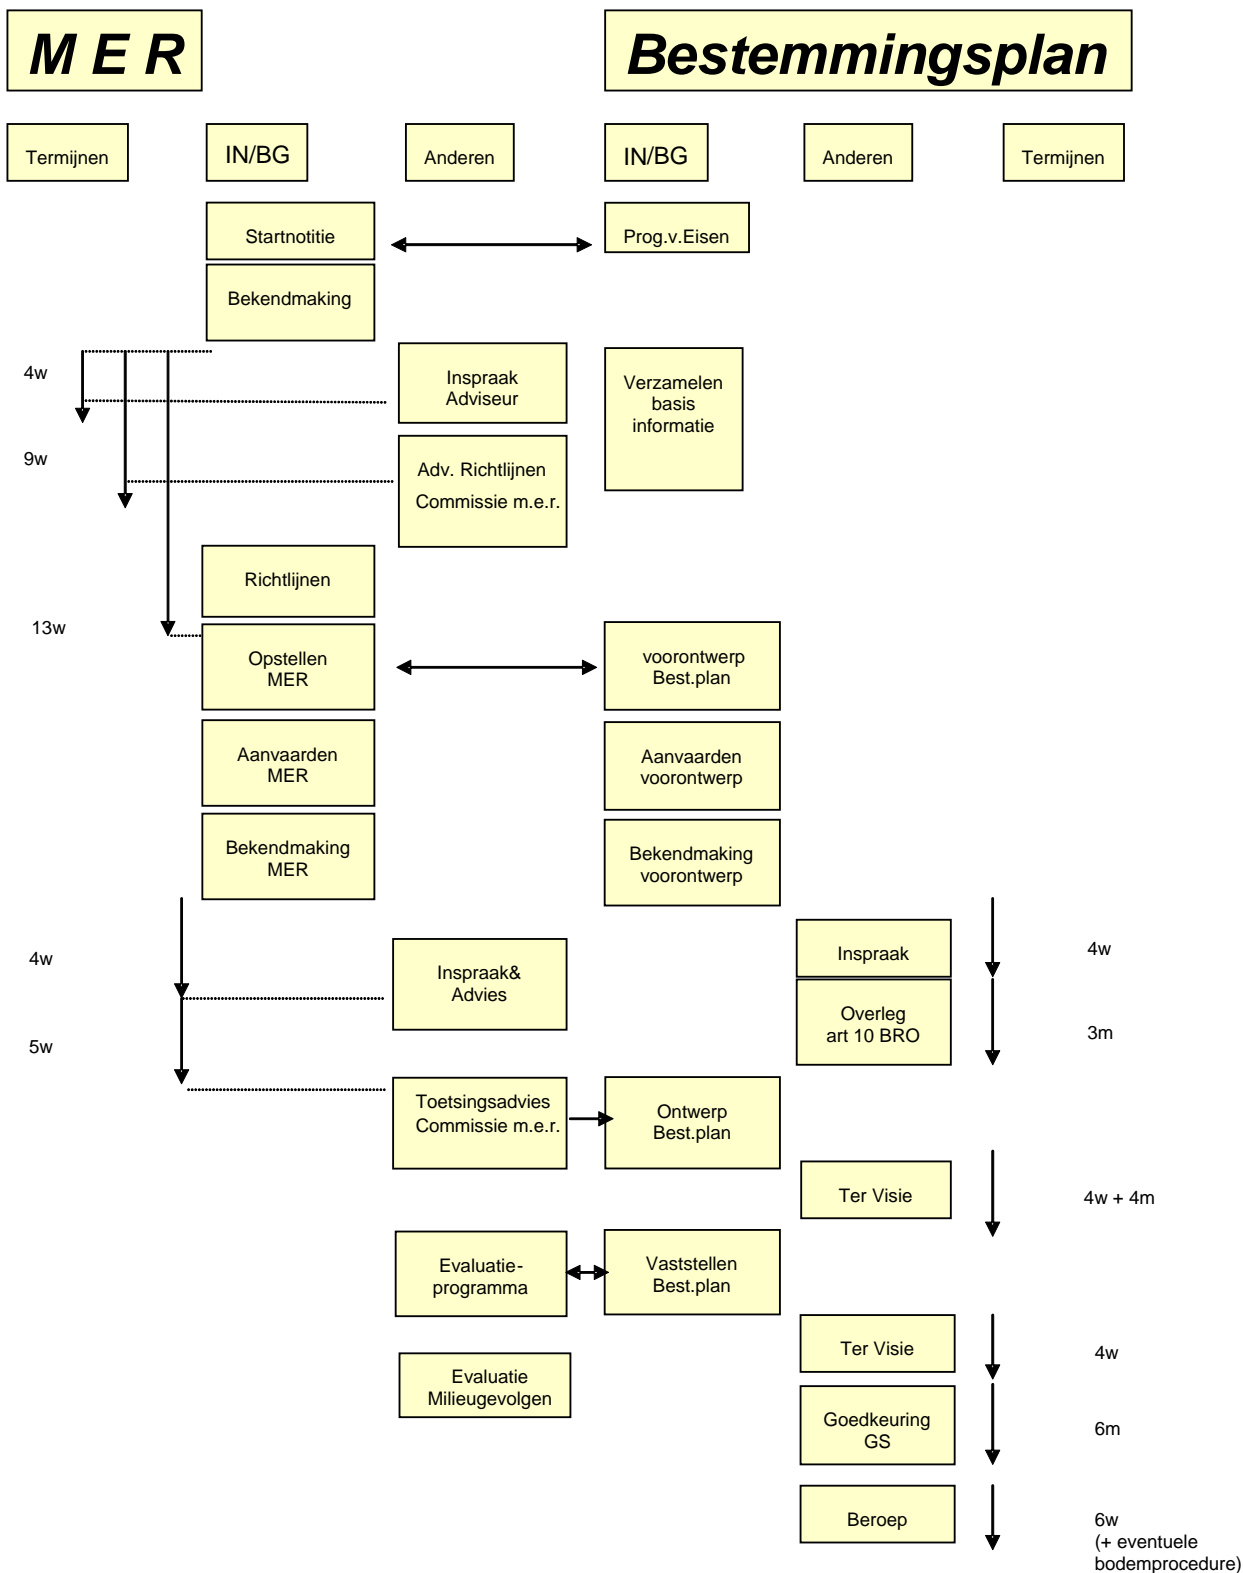 M E R
Bestemmingsplan
Termijnen
IN/BG
Anderen
IN/BG
Anderen
Termijnen
Startnotitie
Prog.v.Eisen
Bekendmaking
4w
Inspraak
Adviseur
Verzamelen
basis
informatie
9w
Adv. Richtlijnen
Commissie m.e.r.
Richtlijnen
13w
Opstellen
MER
voorontwerp
Best.plan
Aanvaarden
MER
Aanvaarden
voorontwerp
Bekendmaking
MER
Bekendmaking
voorontwerp
4w
Inspraak&
Advies
Inspraak
4w
5w
Overleg
art 10 BRO
3m
Toetsingsadvies
Commissie m.e.r.
Ontwerp
Best.plan
Ter Visie
4w + 4m
Evaluatie-
programma
Vaststellen
Best.plan
Ter Visie
4w
Evaluatie
Milieugevolgen
Goedkeuring
GS
6m
Beroep
6w
(+ eventuele
bodemprocedure)